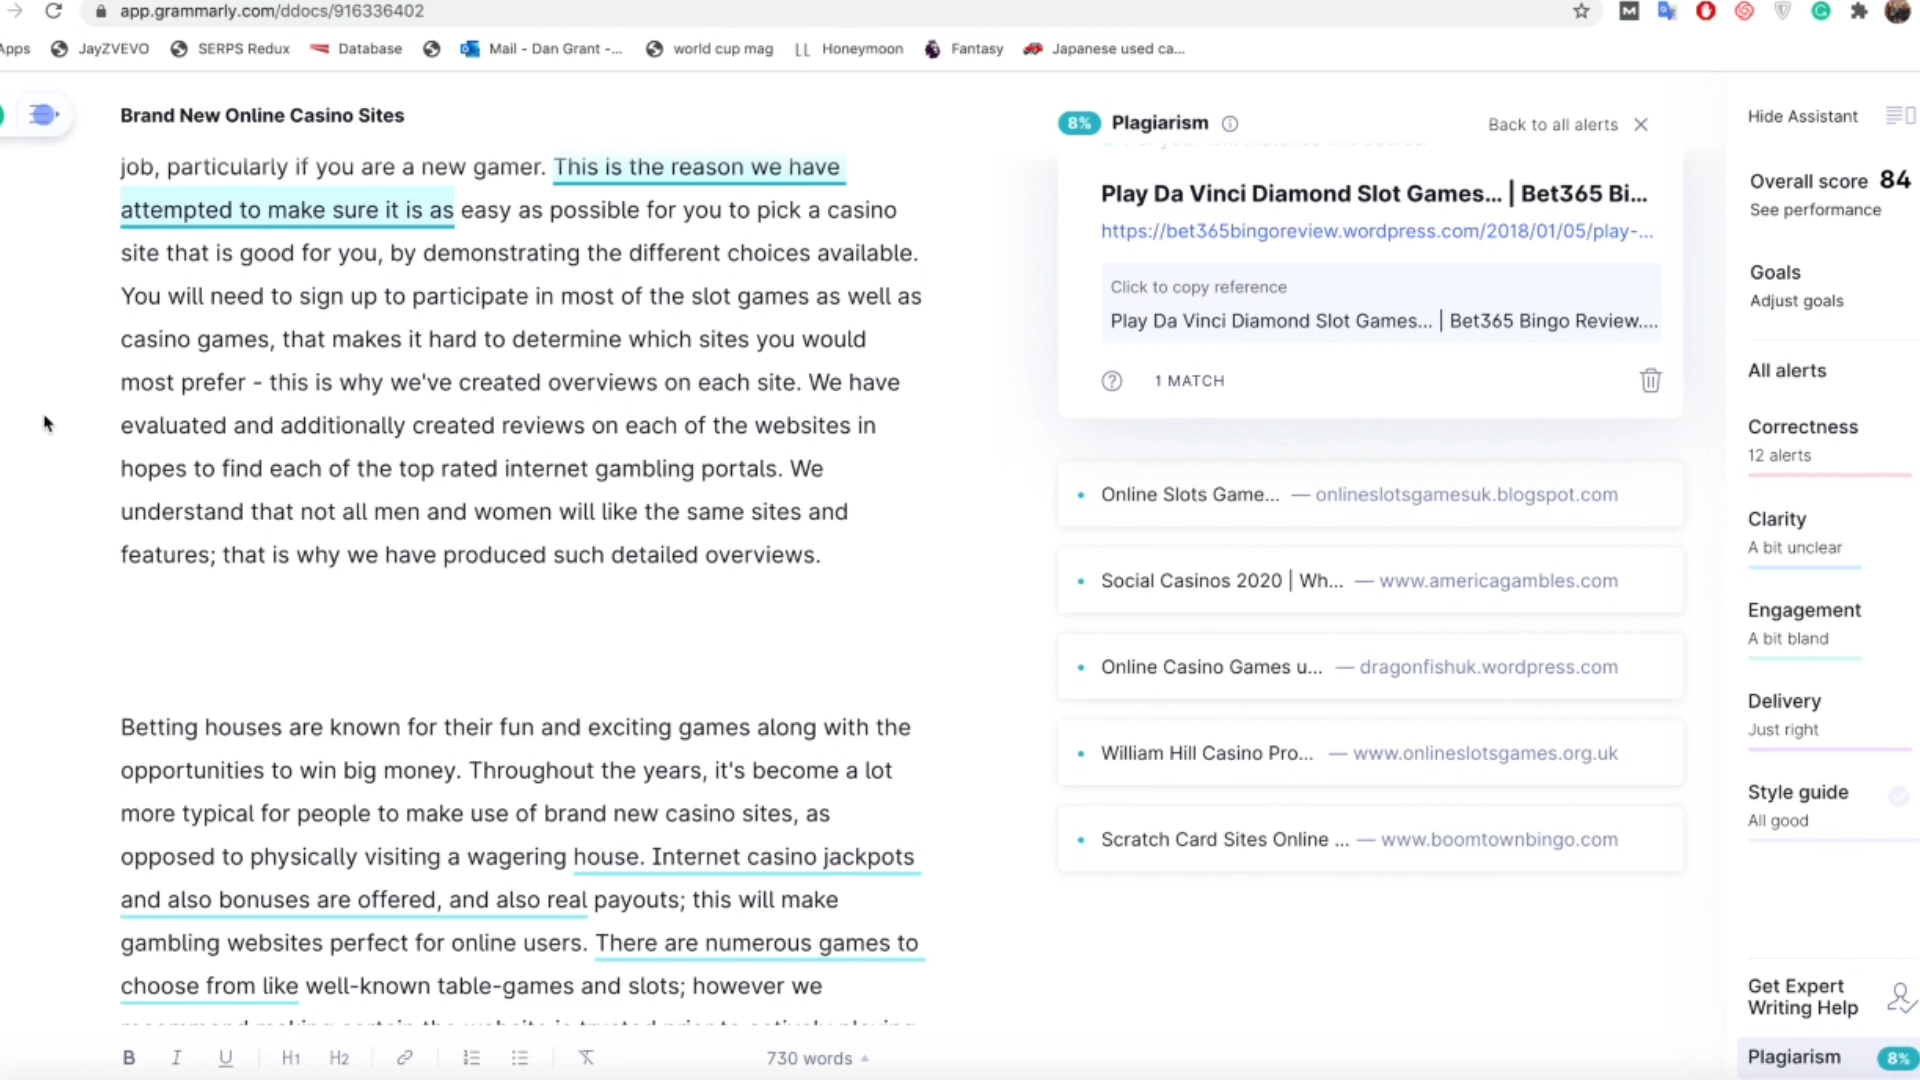 app.grammarly.com/ddocs/916336402
Apps JayZVEVO SERPS Redux Database Mail - Dan Grant -... world cup mag Honeymoon Fantasy Japanese used ca...
Brand New Online Casino Sites
job, particularly if you are a new gamer. This is the reason we have
attempted to make sure it is as easy as possible for you to pick a casino
site that is good for you, by demonstrating the different choices available.
You will need to sign up to participate in most of the slot games as well as
casino games, that makes it hard to determine which sites you would
most prefer - this is why we've created overviews on each site. We have
evaluated and additionally created reviews on each of the websites in
hopes to find each of the top rated internet gambling portals. We
understand that not all men and women will like the same sites and
features; that is why we have produced such detailed overviews.
Betting houses are known for their fun and exciting games along with the
opportunities to win big money. Throughout the years, it's become a lot
more typical for people to make use of brand new casino sites, as
opposed to physically visiting a wagering house. Internet casino jackpots
and also bonuses are offered, and also real payouts; this will make
gambling websites perfect for online users. There are numerous games to
choose from like well-known table-games and slots; however we
B I U H1 H2 730 words
8% Plagiarism Back to all alerts
Play Da Vinci Diamond Slot Games... | Bet365 Bi...
https://bet365bingoreview.wordpress.com/2018/01/05/play-...
Click to copy reference
Play Da Vinci Diamond Slot Games... | Bet365 Bingo Review....
1 MATCH
Online Slots Game... — onlineslotsgamesuk.blogspot.com
Social Casinos 2020 | Wh... — www.americagambles.com
Online Casino Games u... — dragonfishuk.wordpress.com
William Hill Casino Pro... — www.onlineslotsgames.org.uk
Scratch Card Sites Online ... — www.boomtownbingo.com
Hide Assistant
Overall score 84
See performance
Goals
Adjust goals
All alerts
Correctness
12 alerts
Clarity
A bit unclear
Engagement
A bit bland
Delivery
Just right
Style guide
All good
Get Expert
Writing Help
Plagiarism 8%